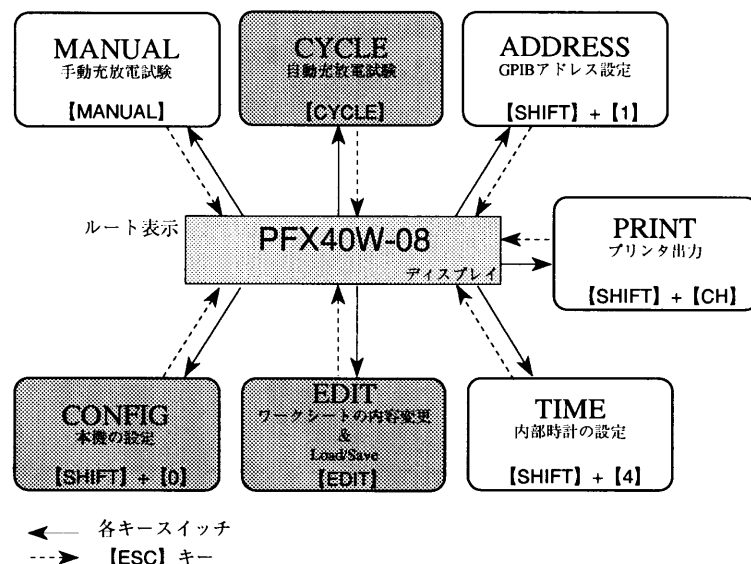 MANUAL
手動充放電試験
【MANUAL】
CYCLE
自動充放電試験
【CYCLE】
ADDRESS
GPIBアドレス設定
【SHIFT】+【1】
ルート表示
PFX40W-08
ディスプレイ
PRINT
プリンタ出力
【SHIFT】+【CH】
CONFIG
本機の設定
【SHIFT】+【0】
EDIT
ワークシートの内容変更
&
Load/Save
【EDIT】
TIME
内部時計の設定
【SHIFT】+【4】
各キースイッチ
【ESC】キー